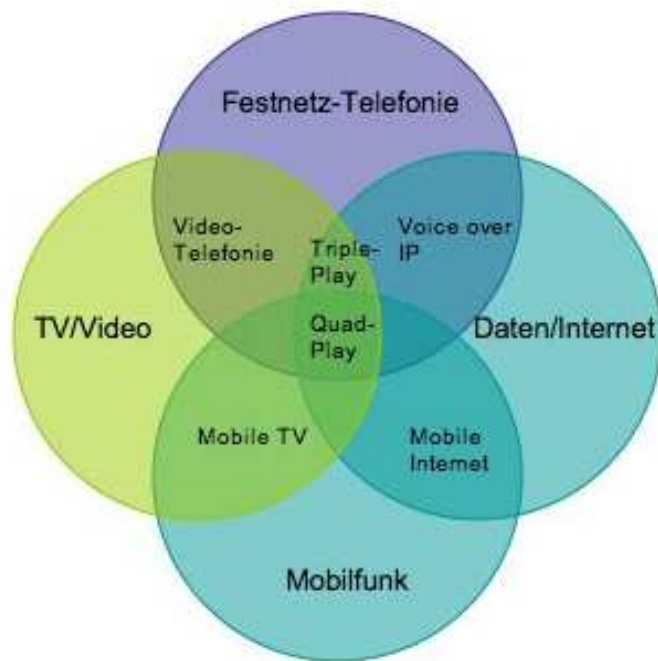 Festnetz-Telefonie
Video-
Telefonie
Voice over
IP
Triple-
Play
TV/Video
Quad-
Play
Daten/Internet
Mobile TV
Mobile
Internet
Mobilfunk